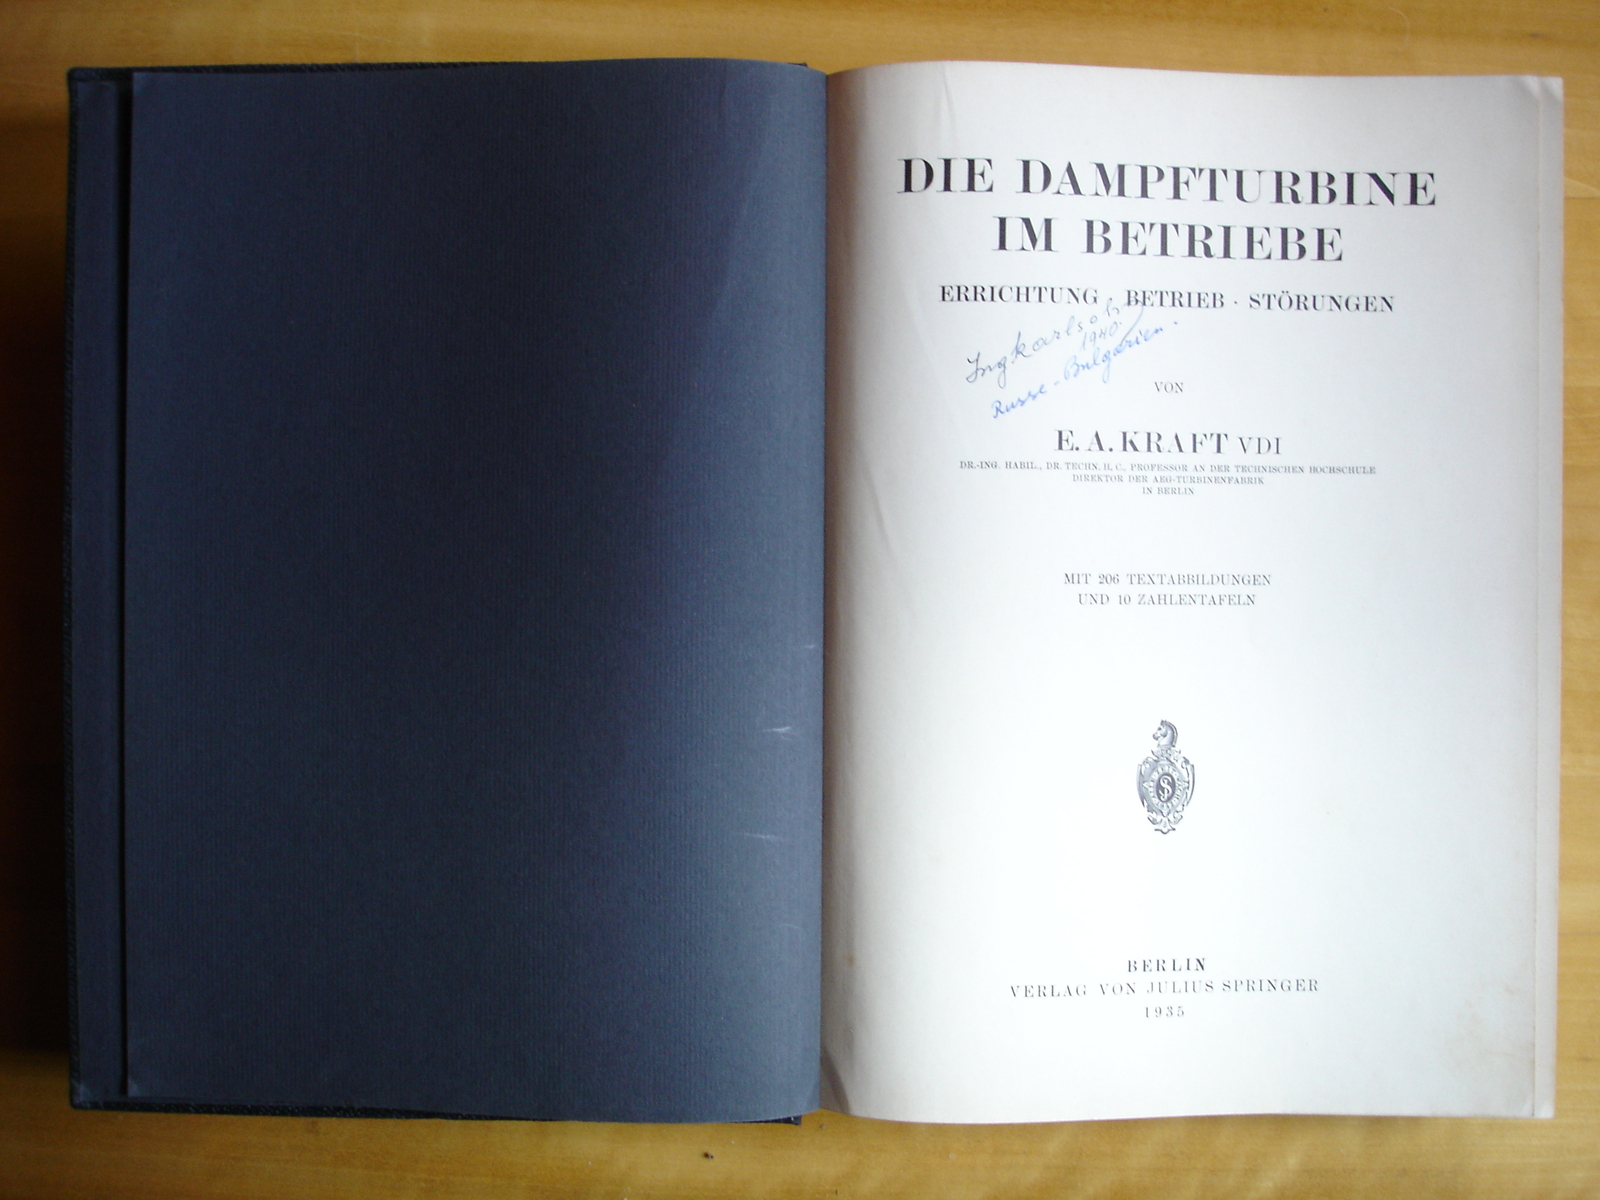 DIE DAMPFTURBINE
IM BETRIEBE
ERRICHTUNG · BETRIEB · STÖRUNGEN
1940.
Russe - Bulgarien.
VON
E. A. KRAFT VDI
DR.-ING. HABIL., DR. TECHN. H. C., PROFESSOR AN DER TECHNISCHEN HOCHSCHULE
DIREKTOR DER AEG-TURBINENFABRIK
IN BERLIN
MIT 206 TEXTABBILDUNGEN
UND 10 ZAHLENTAFELN
BERLIN
VERLAG VON JULIUS SPRINGER
1935